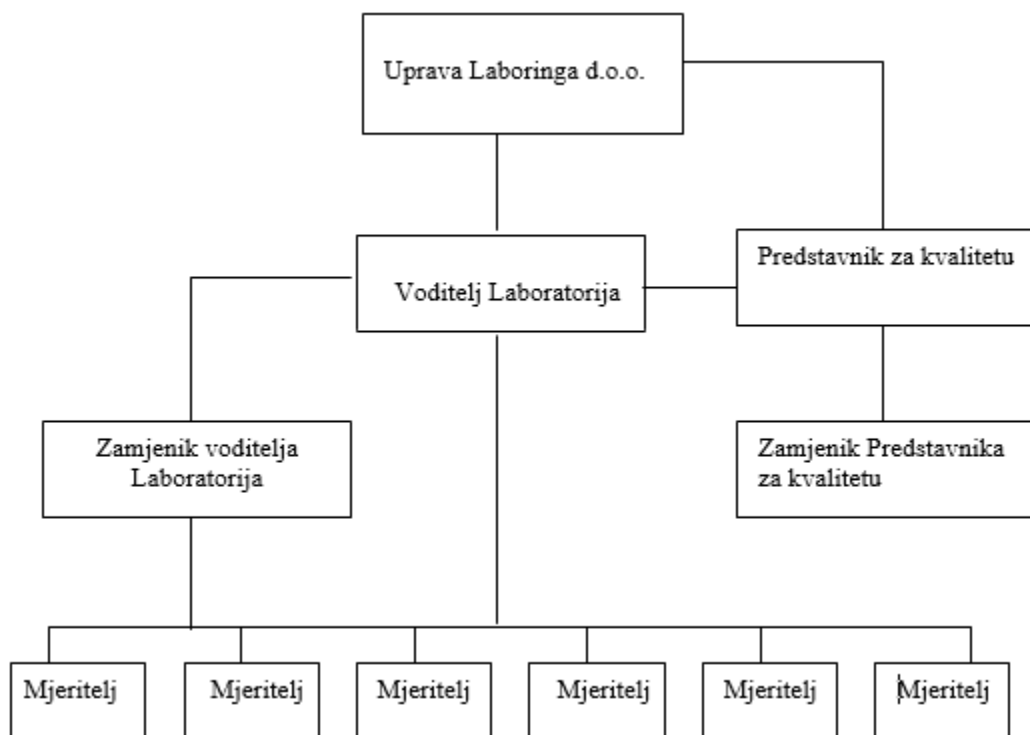 Uprava Laboringa d.o.o.
Voditelj Laboratorija
Predstavnik za kvalitetu
Zamjenik voditelja
Laboratorija
Zamjenik Predstavnika
za kvalitetu
Mjeritelj
Mjeritelj
Mjeritelj
Mjeritelj
Mjeritelj
Mjeritelj